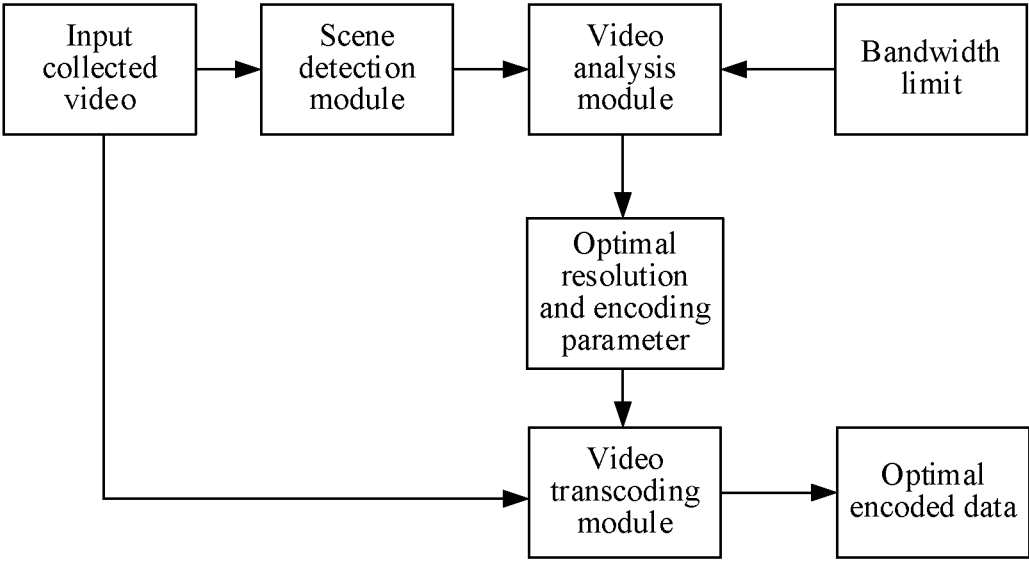 Input
collected
video
Scene
detection
module
Video
analysis
module
Bandwidth
limit
Optimal
resolution
and encoding
parameter
Video
transcoding
module
Optimal
encoded data